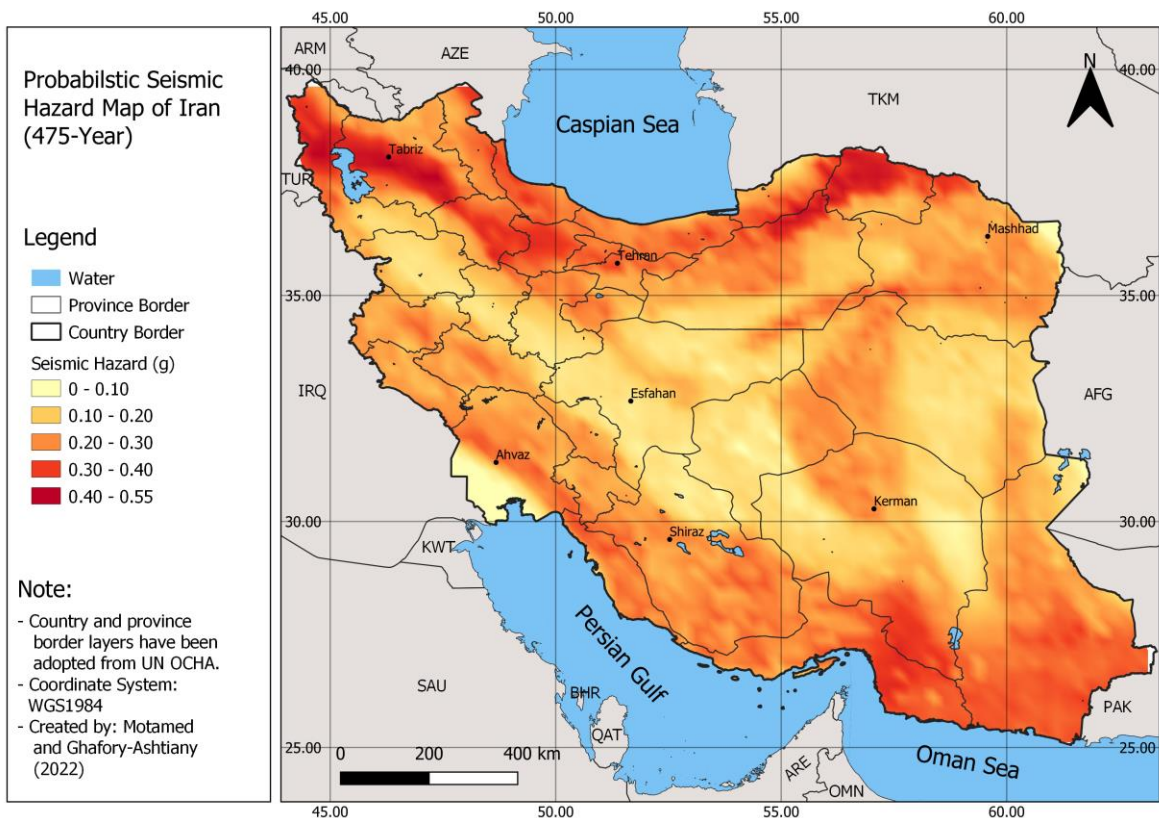 Probabilstic Seismic
Hazard Map of Iran
(475-Year)
Legend
Water
Province Border
Country Border
Seismic Hazard (g)
0 - 0.10
0.10 - 0.20
0.20 - 0.30
0.30 - 0.40
0.40 - 0.55
Note:
- Country and province
border layers have been
adopted from UN OCHA.
- Coordinate System:
WGS1984
- Created by: Motamed
and Ghafory-Ashtiany
(2022)
45.00 50.00 55.00 60.00
ARM AZE
N
40.00 40.00
TKM
Caspian Sea
Tabriz
TUR
Mashhad
Tehran
35.00 35.00
IRQ
Esfahan
AFG
Ahvaz
Kerman
30.00 30.00
Shiraz
KWT
Persian Gulf
SAU
BHR
QAT
PAK
25.00 25.00
Oman Sea
ARE
OMN
0 200 400 km
45.00 50.00 55.00 60.00